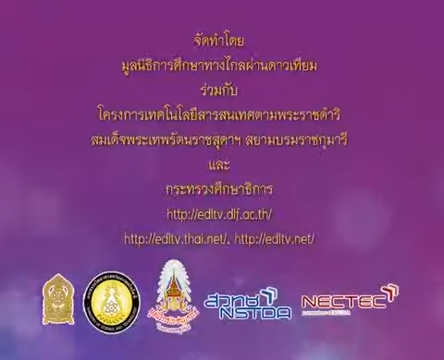 จัดทำโดย
มูลนิธิการศึกษาทางไกลผ่านดาวเทียม
ร่วมกับ
โครงการเทคโนโลยีสารสนเทศตามพระราชดำริ
สมเด็จพระเทพรัตนราชสุดาฯ สยามบรมราชกุมารี
และ
กระทรวงศึกษาธิการ
http://edltv.dlf.ac.th/
http://edltv.thai.net/, http://edltv.net/
สวทช NSTDA
NECTEC